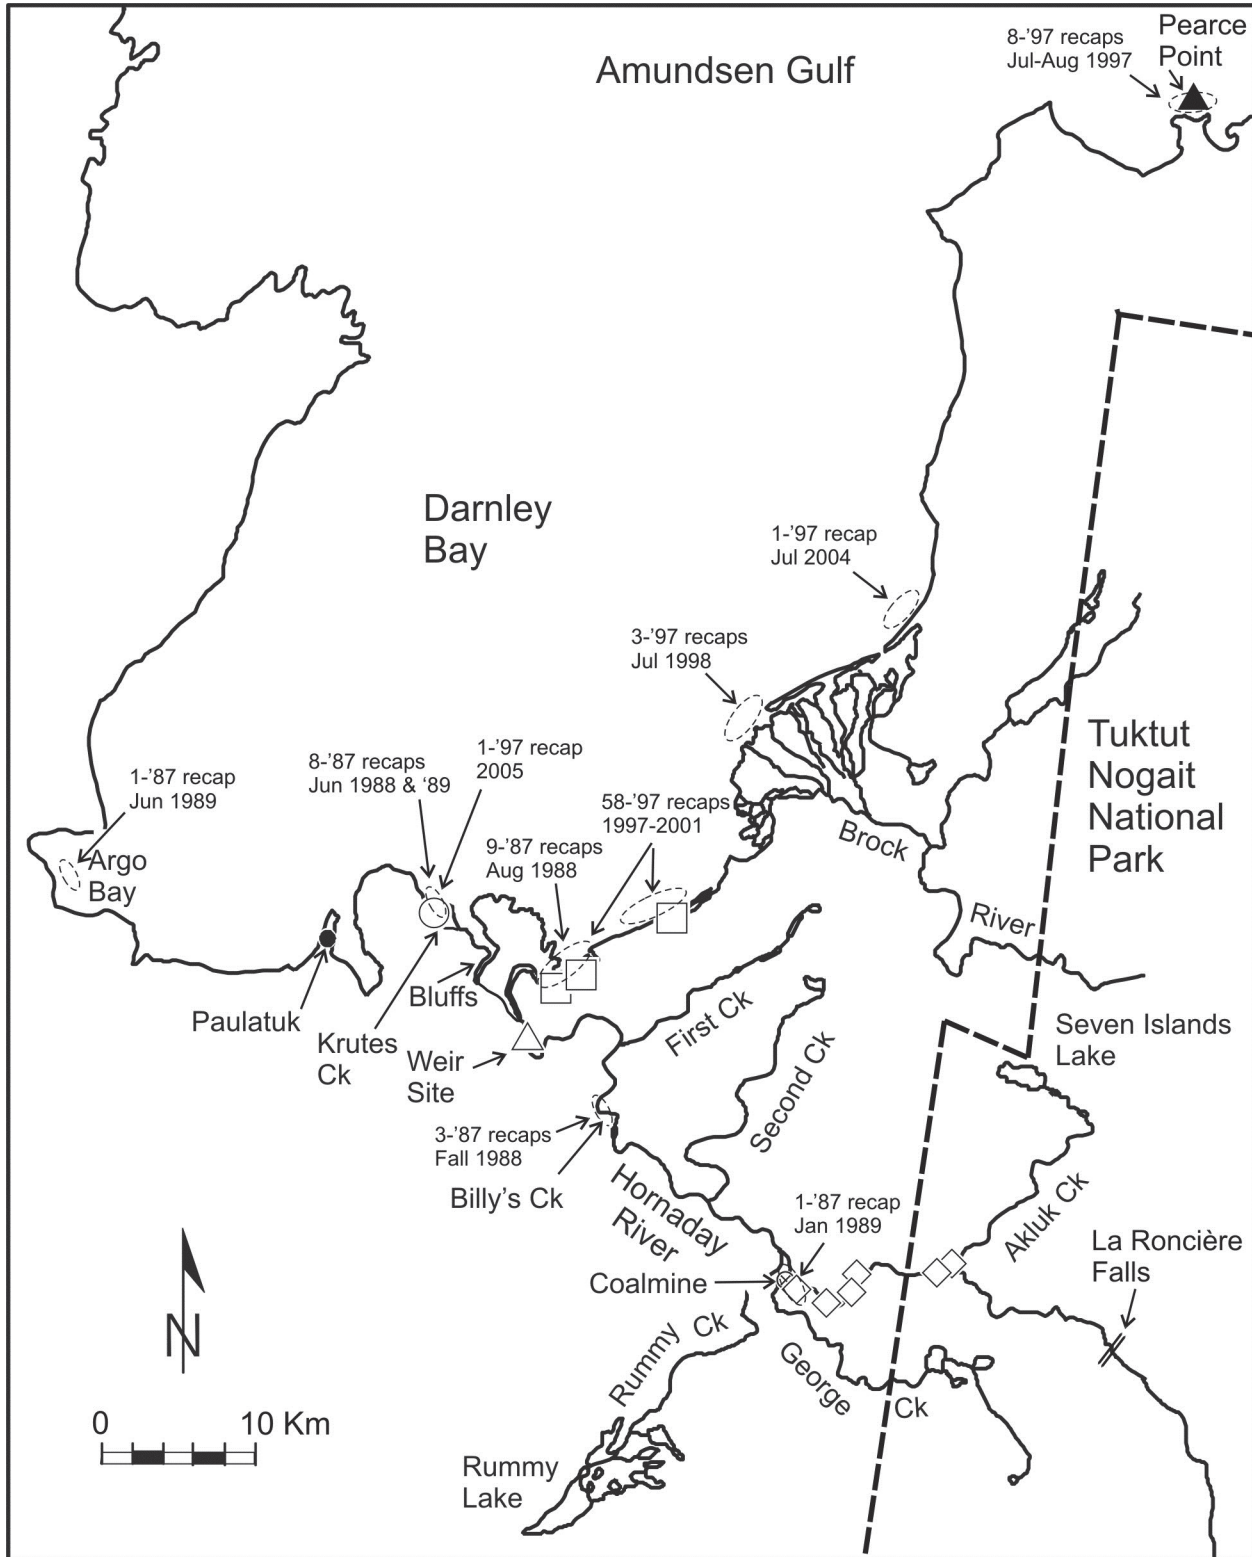 Amundsen Gulf
8-’97 recaps
Jul-Aug 1997
Pearce
Point
Darnley
Bay
1-’97 recap
Jul 2004
3-’97 recaps
Jul 1998
Tuktut
Nogait
National
Park
1-’87 recap
Jun 1989
8-’87 recaps
Jun 1988 & ‘89
1-’97 recap
2005
58-’97 recaps
1997-2001
9-’87 recaps
Aug 1988
Brock
River
Argo
Bay
Paulatuk
Krutes
Ck
Bluffs
Weir
Site
First Ck
Second Ck
Seven Islands
Lake
3-’87 recaps
Fall 1988
Billy’s Ck
Hornaday
River
1-’87 recap
Jan 1989
Akluk Ck
La Roncière
Falls
Coalmine
Rummy Ck
George Ck
Rummy
Lake
N
0 10 Km